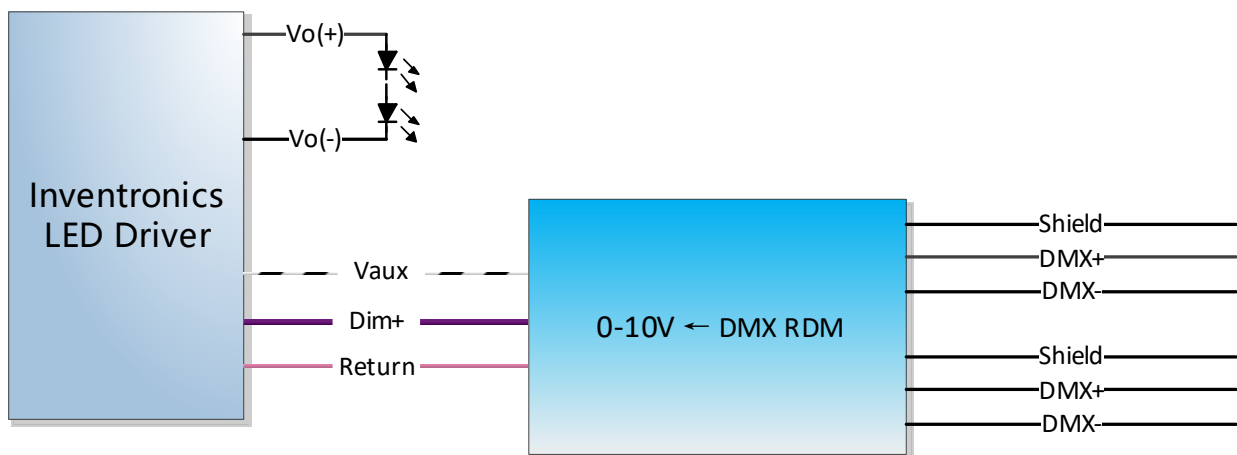 Vo(+)
Vo(-)
Inventronics
LED Driver
Vaux
Dim+
Return
0-10V ← DMX RDM
Shield
DMX+
DMX-
Shield
DMX+
DMX-